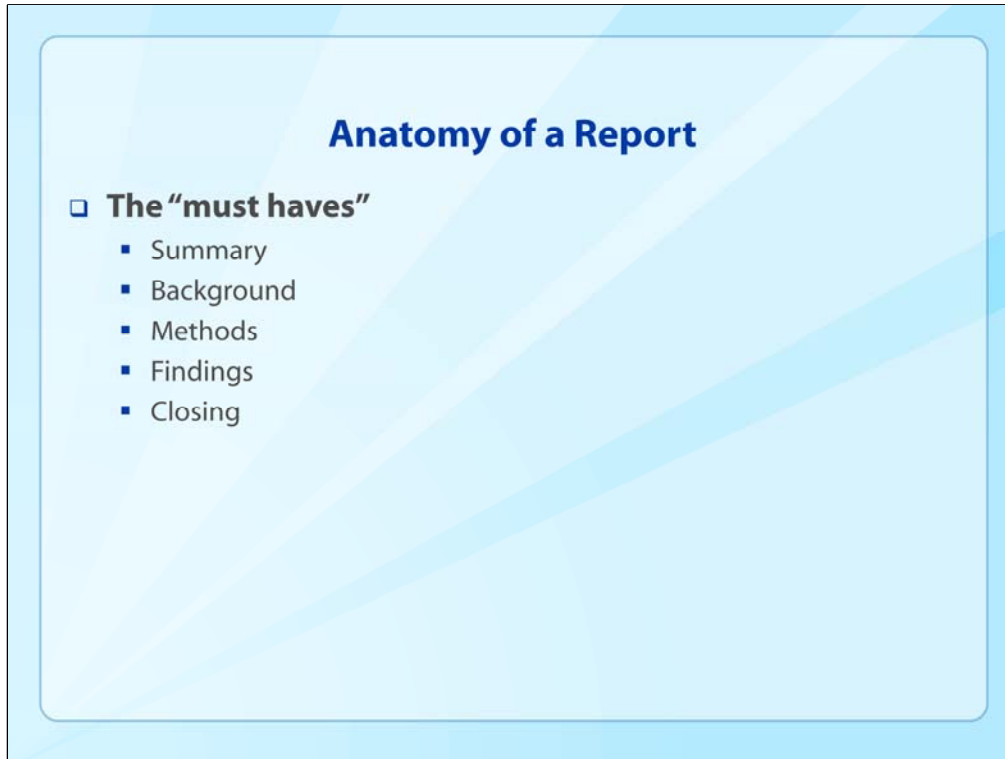 Anatomy of a Report
The “must haves”
Summary
Background
Methods
Findings
Closing